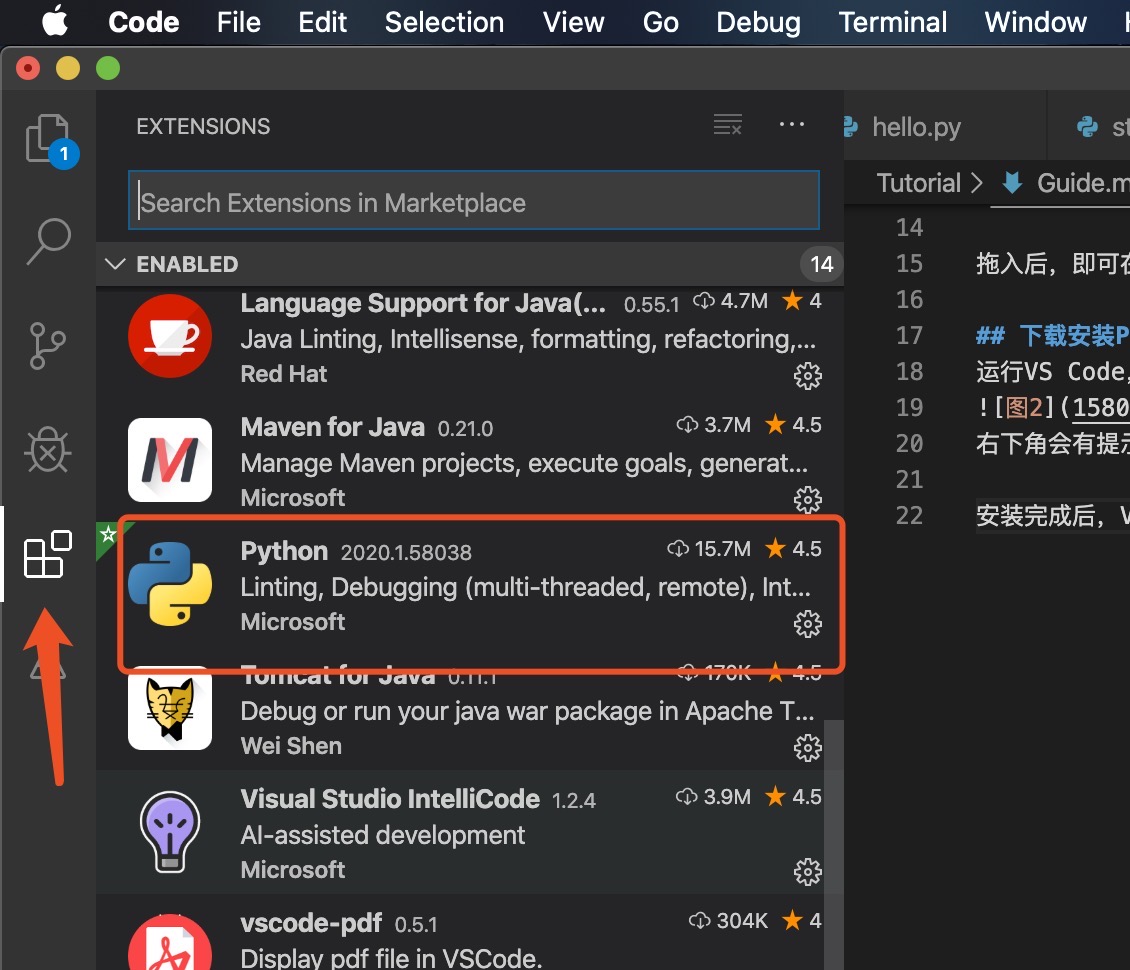 Code File Edit Selection View Go Debug Terminal Window
EXTENSIONS
1
Search Extensions in Marketplace
ENABLED 14
Language Support for Java(... 0.55.1 4.7M 4
Java Linting, Intellisense, formatting, refactoring,...
Red Hat
Maven for Java 0.21.0 3.7M 4.5
Manage Maven projects, execute goals, generat...
Microsoft
Python 2020.1.58038 15.7M 4.5
Linting, Debugging (multi-threaded, remote), Int...
Microsoft
Tomcat for Java 0.11.1 170K 4.5
Debug or run your java war package in Apache T...
Wei Shen
Visual Studio IntelliCode 1.2.4 3.9M 4.5
AI-assisted development
Microsoft
vscode-pdf 0.5.1 304K 4
Display pdf file in VSCode.
hello.py st
Tutorial > Guide.m
14
15 拖入后，即可在
16
17 ## 下载安装P
18 运行VS Code，
19 ![图2](1580
20 右下角会有提示
21
22 安装完成后，V